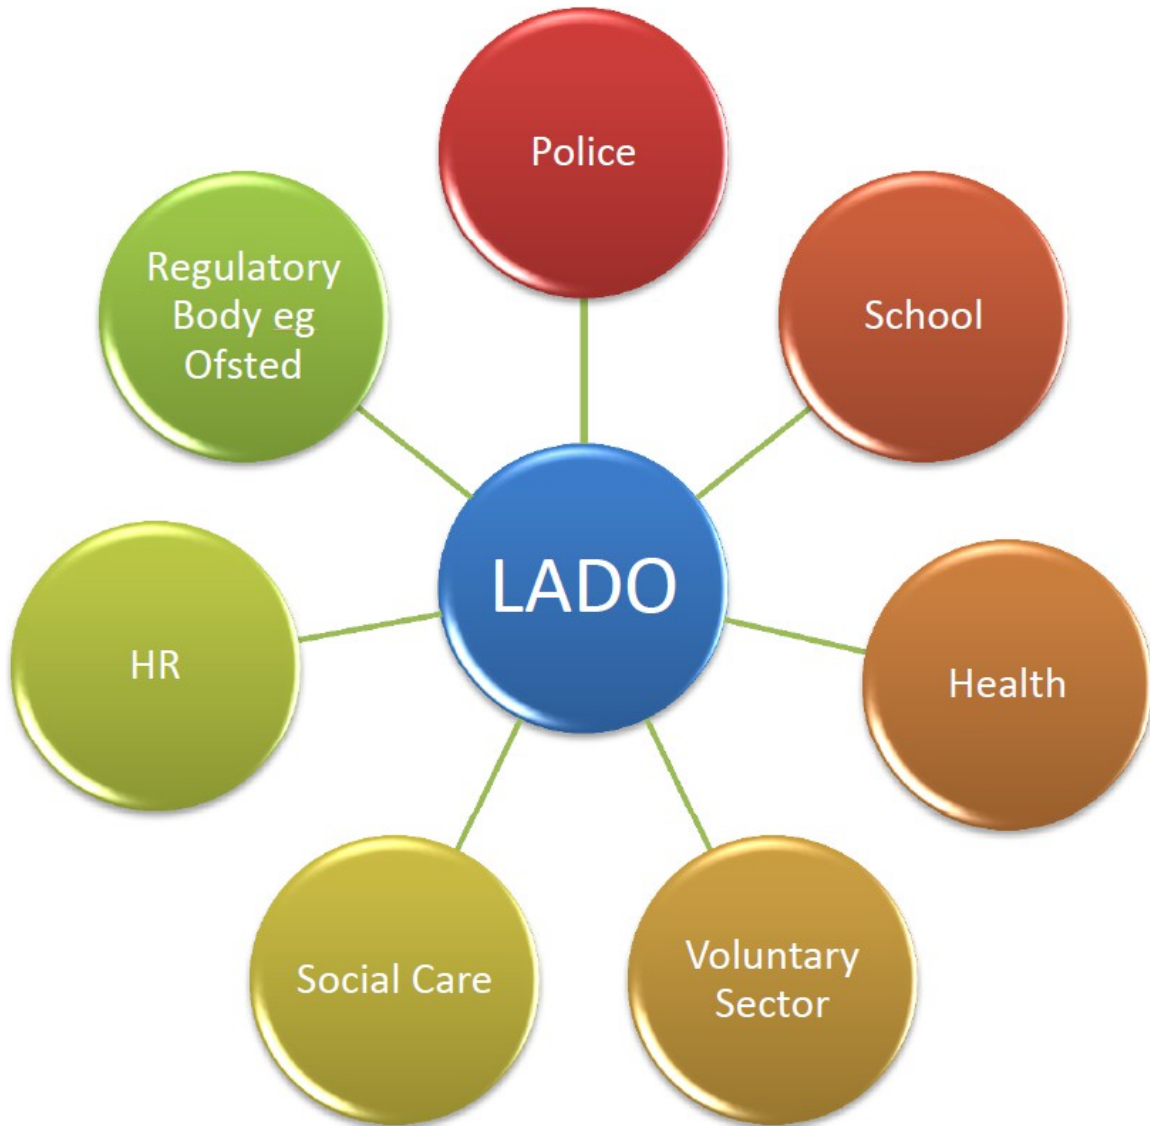 Police
School
Health
Voluntary
Sector
Social Care
HR
Regulatory
Body eg
Ofsted
LADO